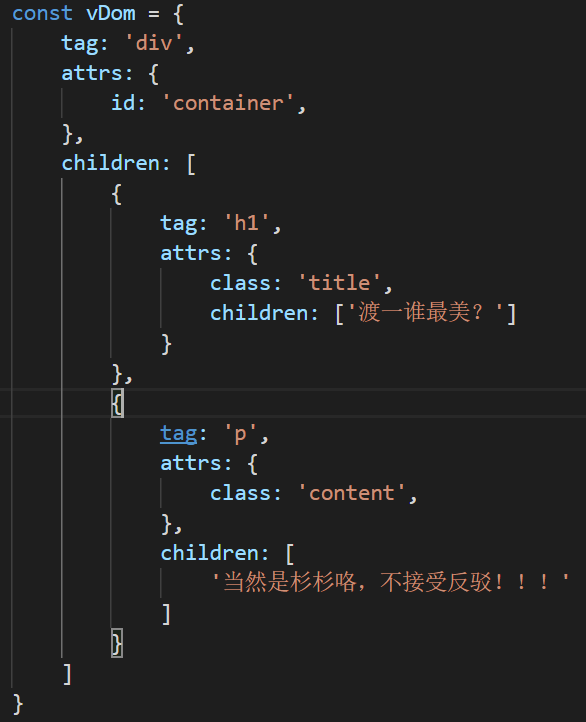 const vDom = {
    tag: 'div',
    attrs: {
        id: 'container',
    },
    children: [
        {
            tag: 'h1',
            attrs: {
                class: 'title',
                children: ['渡一谁最美？']
            }
        },
        {
            tag: 'p',
            attrs: {
                class: 'content',
            },
            children: [
                '当然是杉杉咯，不接受反驳！！！'
            ]
        }
    ]
}